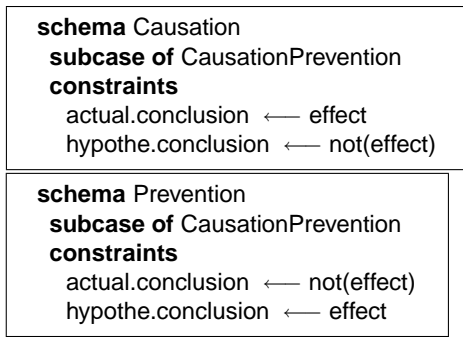 schema Causation
subcase of CausationPrevention
constraints
actual.conclusion ⟵ effect
hypothe.conclusion ⟵ not(effect)
schema Prevention
subcase of CausationPrevention
constraints
actual.conclusion ⟵ not(effect)
hypothe.conclusion ⟵ effect